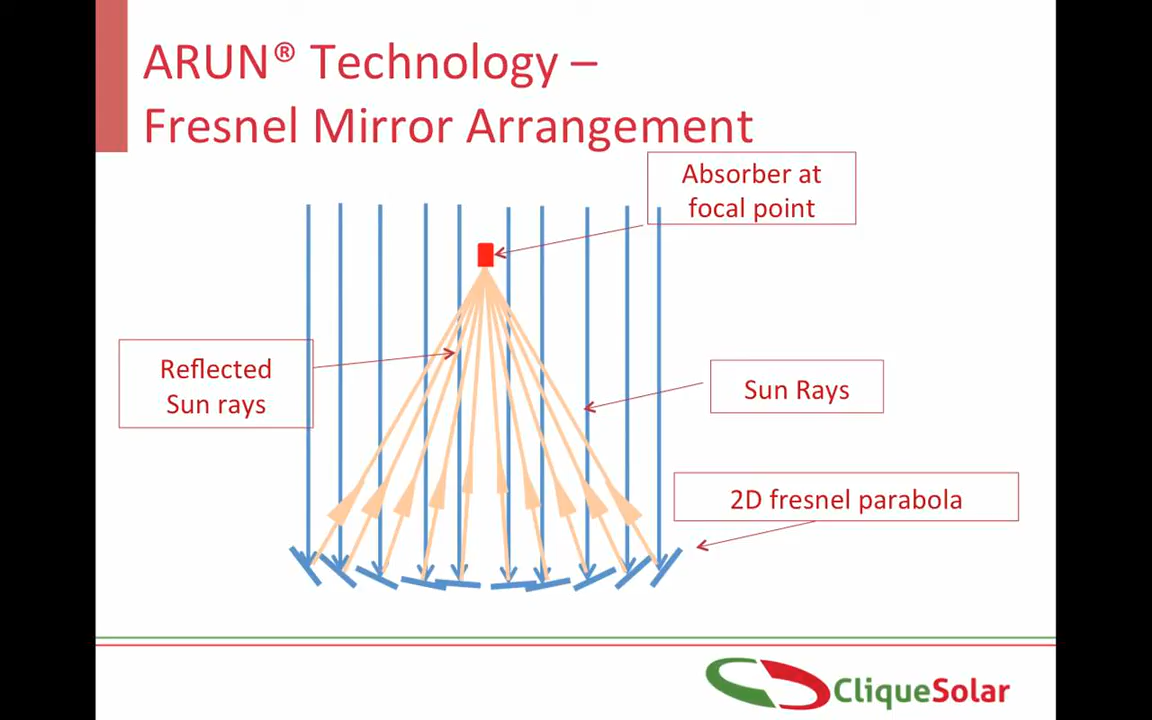 ARUN® Technology –
Fresnel Mirror Arrangement
Absorber at
focal point
Reflected
Sun rays
Sun Rays
2D fresnel parabola
CliqueSolar